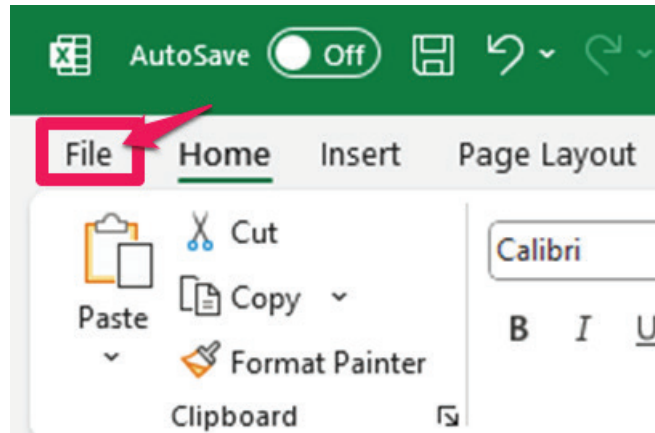 AutoSave Off
File Home Insert Page Layout
Cut
Calibri
Copy
Paste
B I U
Format Painter
Clipboard